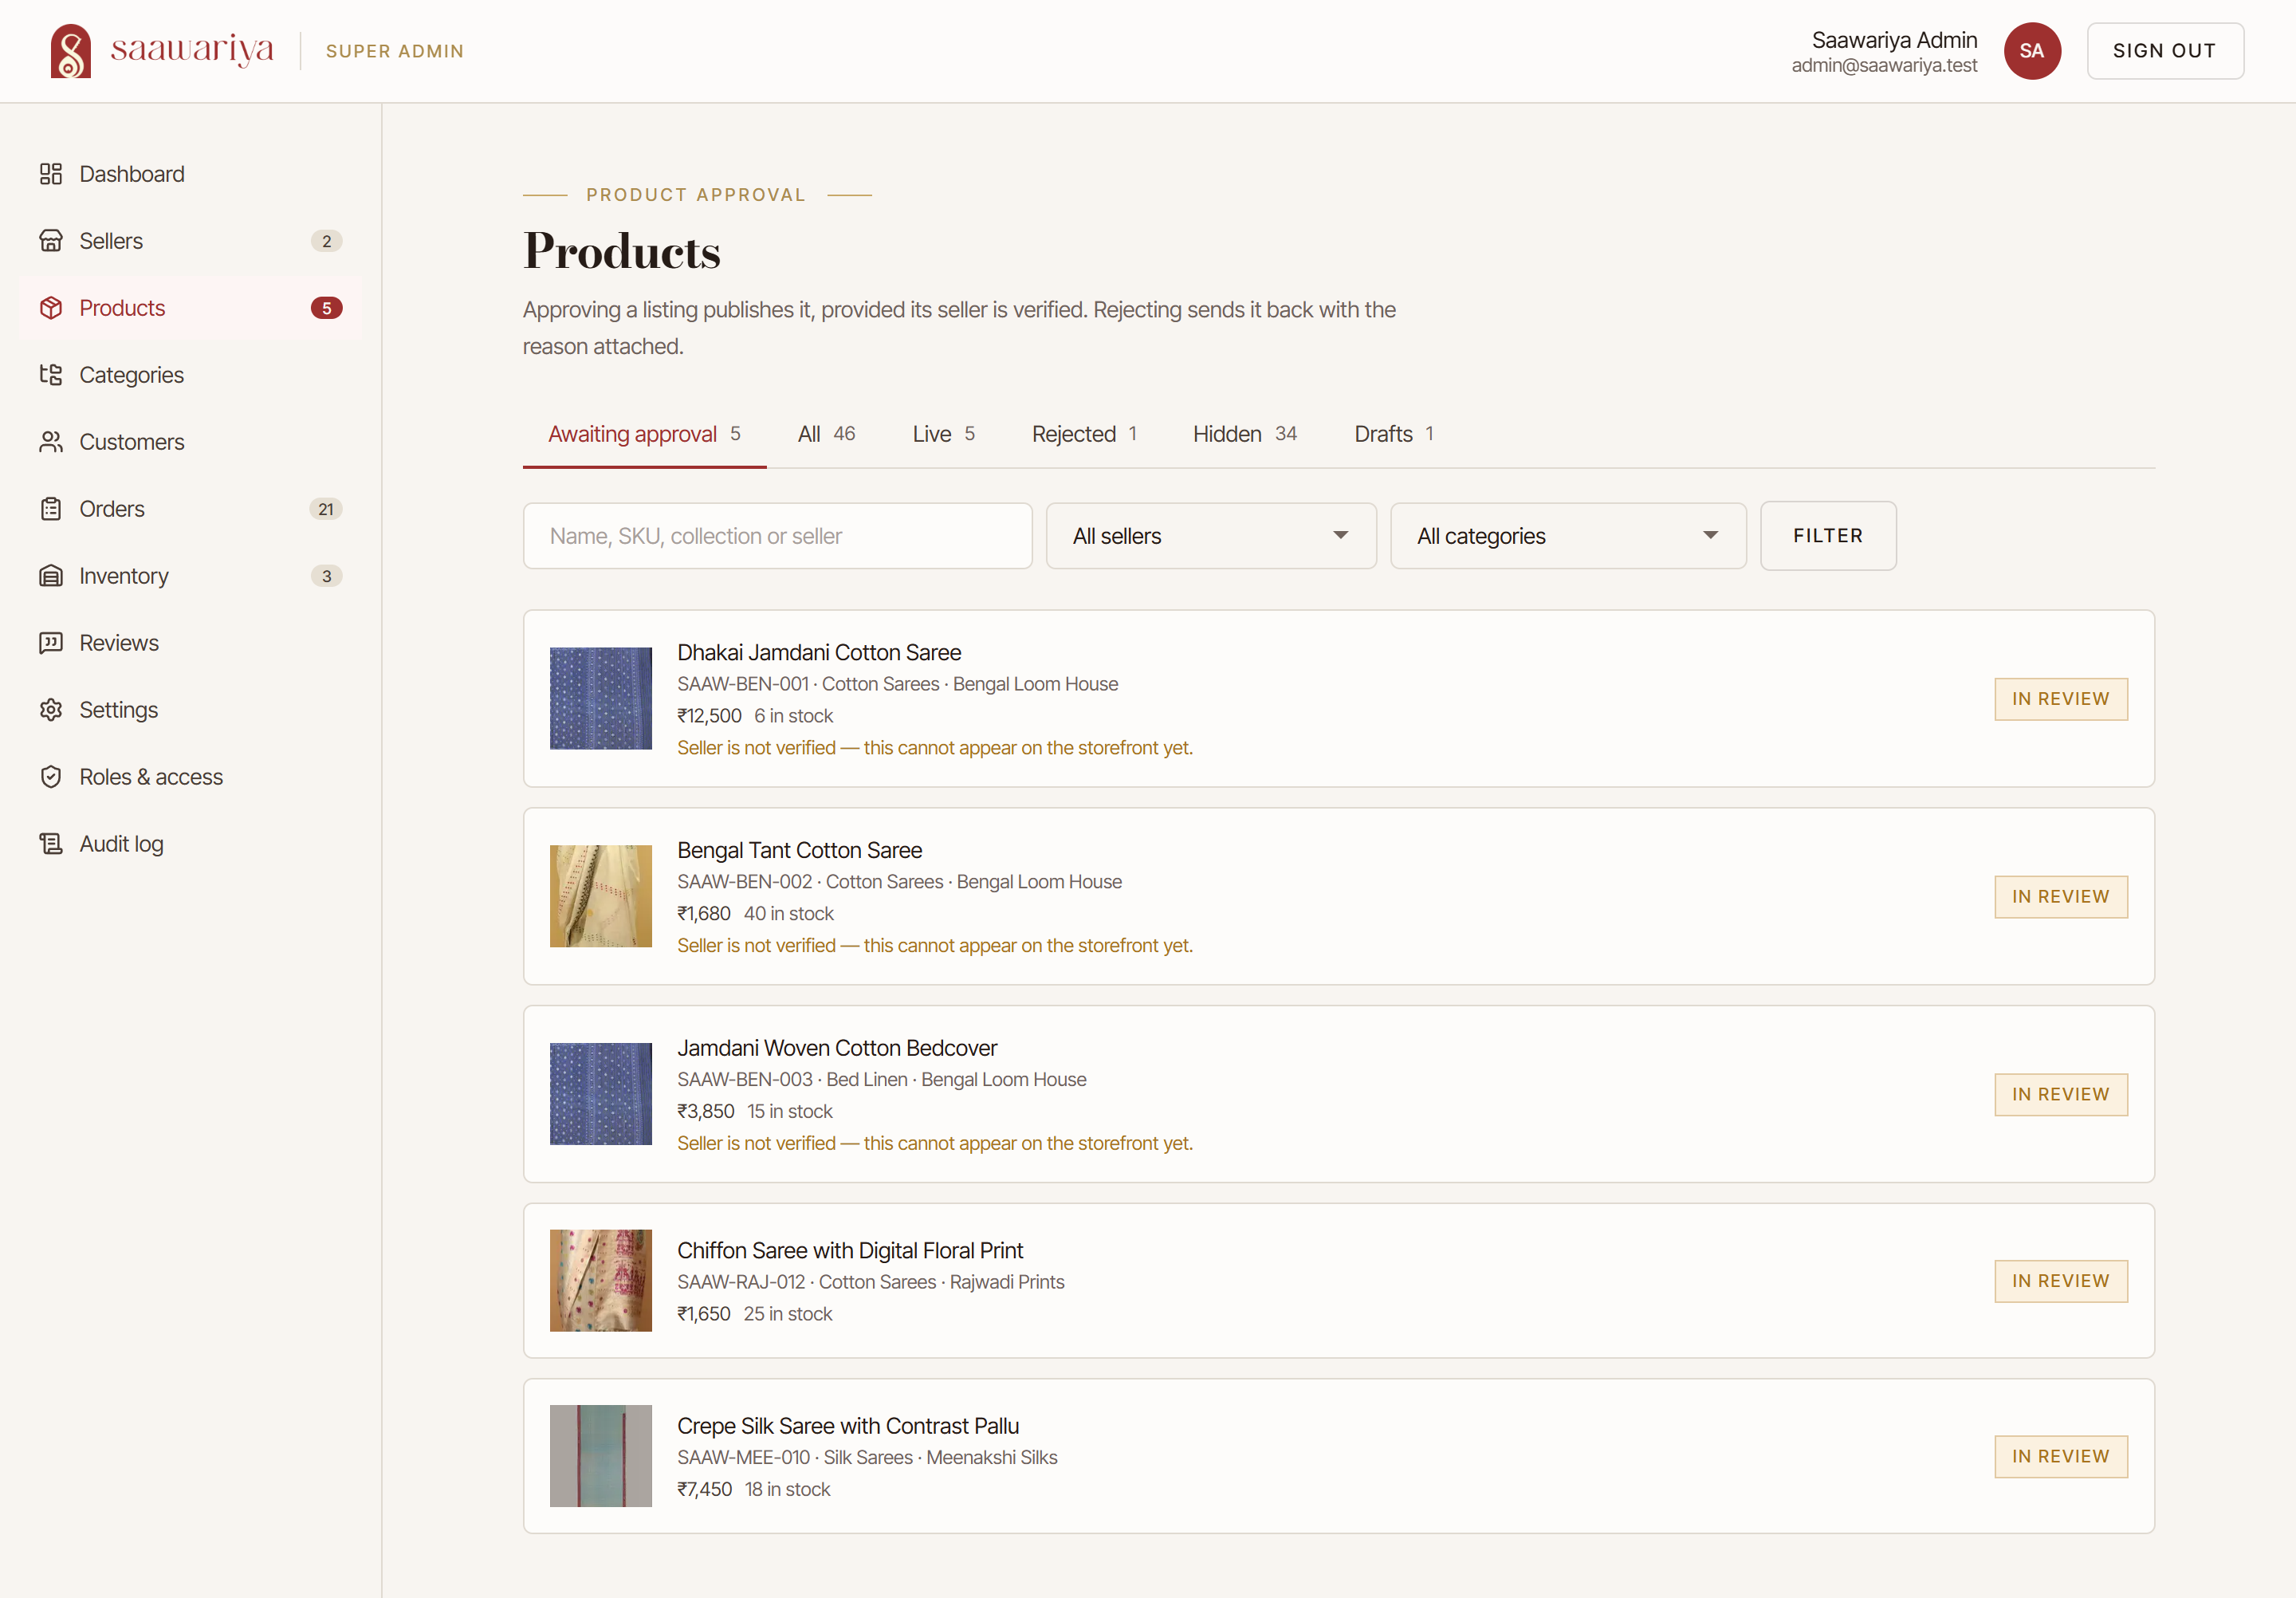 saawariya
SUPER ADMIN
Saawariya Admin
admin@saawariya.test
SA
SIGN OUT
Dashboard
Sellers 2
Products 5
Categories
Customers
Orders 21
Inventory 3
Reviews
Settings
Roles & access
Audit log
PRODUCT APPROVAL
Products
Approving a listing publishes it, provided its seller is verified. Rejecting sends it back with the
reason attached.
Awaiting approval 5 All 46 Live 5 Rejected 1 Hidden 34 Drafts 1
Name, SKU, collection or seller All sellers All categories FILTER
Dhakai Jamdani Cotton Saree
SAAW-BEN-001 · Cotton Sarees · Bengal Loom House
₹12,500 6 in stock
Seller is not verified — this cannot appear on the storefront yet.
IN REVIEW
Bengal Tant Cotton Saree
SAAW-BEN-002 · Cotton Sarees · Bengal Loom House
₹1,680 40 in stock
Seller is not verified — this cannot appear on the storefront yet.
IN REVIEW
Jamdani Woven Cotton Bedcover
SAAW-BEN-003 · Bed Linen · Bengal Loom House
₹3,850 15 in stock
Seller is not verified — this cannot appear on the storefront yet.
IN REVIEW
Chiffon Saree with Digital Floral Print
SAAW-RAJ-012 · Cotton Sarees · Rajwadi Prints
₹1,650 25 in stock
IN REVIEW
Crepe Silk Saree with Contrast Pallu
SAAW-MEE-010 · Silk Sarees · Meenakshi Silks
₹7,450 18 in stock
IN REVIEW